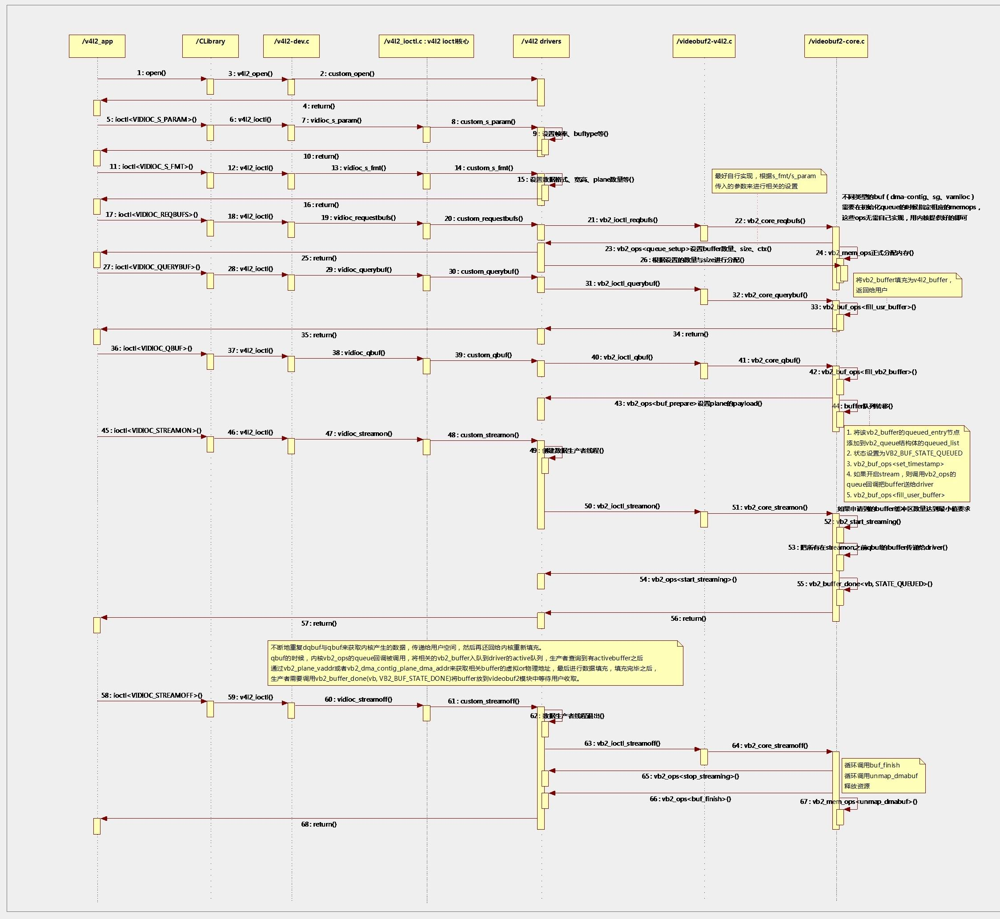 /v4l2_app
/CLibrary
/v4l2-dev.c
/v4l2_ioctl.c : v4l2 ioctl核心
/v4l2 drivers
/videobuf2-v4l2.c
/videobuf2-core.c
1 : open()
3 : v4l2_open()
2 : custom_open()
4 : return()
5 : ioctl<VIDIOC_S_PARAM>()
6 : v4l2_ioctl()
7 : vidioc_s_param()
8 : custom_s_param()
9 : 设置帧率、buftype等()
10 : return()
11 : ioctl<VIDIOC_S_FMT>()
12 : v4l2_ioctl()
13 : vidioc_s_fmt()
14 : custom_s_fmt()
15 : 设置数据格式、宽高、plane数量等()
最好自行实现，根据s_fmt/s_param
传入的参数来进行相关的设置
16 : return()
不同类型的buf（dma-contig、sg、vamlloc）
需要在初始化queue的时候指定相应的memops，
这些ops无需自己实现，用内核提供好的即可
17 : ioctl<VIDIOC_REQBUFS>()
18 : v4l2_ioctl()
19 : vidioc_requestbufs()
20 : custom_requestbufs()
21 : vb2_ioctl_reqbufs()
22 : vb2_core_reqbufs()
23 : vb2_ops<queue_setup>设置buffer数量、size、ctx()
24 : vb2_mem_ops正式分配内存()
25 : return()
26 : 根据设置的数量与size进行分配()
27 : ioctl<VIDIOC_QUERYBUF>()
28 : v4l2_ioctl()
29 : vidioc_querybuf()
30 : custom_querybuf()
31 : vb2_ioctl_querybuf()
将vb2_buffer填充为v4l2_buffer，
返回给用户
32 : vb2_core_querybuf()
33 : vb2_buf_ops<fill_usr_buffer>()
34 : return()
35 : return()
36 : ioctl<VIDIOC_QBUF>()
37 : v4l2_ioctl()
38 : vidioc_qbuf()
39 : custom_qbuf()
40 : vb2_ioctl_qbuf()
41 : vb2_core_qbuf()
42 : vb2_buf_ops<fill_vb2_buffer>()
43 : vb2_ops<buf_prepare>设置plane的payload()
44 : buffer队列转移()
1. 将该vb2_buffer的queued_entry节点
添加到vb2_queue结构体的queued_list
2. 状态设置为VB2_BUF_STATE_QUEUED
3. vb2_buf_ops<set_timestamp>
4. 如果开启stream，则调用vb2_ops的
queue回调把buffer送给driver
5. vb2_buf_ops<fill_user_buffer>
45 : ioctl<VIDIOC_STREAMON>()
46 : v4l2_ioctl()
47 : vidioc_streamon()
48 : custom_streamon()
49 : 创建数据生产者线程()
50 : vb2_ioctl_streamon()
51 : vb2_core_streamon()
如果申请到的buffer缓冲区数量达到最小值要求
52 : vb2_start_streaming()
53 : 把所有在streamon之前qbuf的buffer传递给driver()
54 : vb2_ops<start_streaming>()
55 : vb2_buffer_done<vb, STATE_QUEUED>()
56 : return()
57 : return()
不断地重复dqbuf与qbuf来获取内核产生的数据，传递给用户空间，然后再还回给内核重新填充。
qbuf的时候，内核vb2_ops的queue回调被调用，将相关的vb2_buffer入队到driver的active队列，生产者查询到有activebuffer之后
通过vb2_plane_vaddr或者vb2_dma_contig_plane_dma_addr来获取相关buffer的虚拟or物理地址，最后进行数据填充，填充完毕之后，
生产者需要调用vb2_buffer_done(vb, VB2_BUF_STATE_DONE)将buffer放到videobuf2模块中等待用户收取。
58 : ioctl<VIDIOC_STREAMOFF>()
59 : v4l2_ioctl()
60 : vidioc_streamoff()
61 : custom_streamoff()
62 : 数据生产者线程退出()
63 : vb2_ioctl_streamoff()
64 : vb2_core_streamoff()
循环调用buf_finish
循环调用unmap_dmabuf
释放资源
65 : vb2_ops<stop_streaming>()
66 : vb2_ops<buf_finish>()
67 : vb2_mem_ops<unmap_dmabuf>()
68 : return()